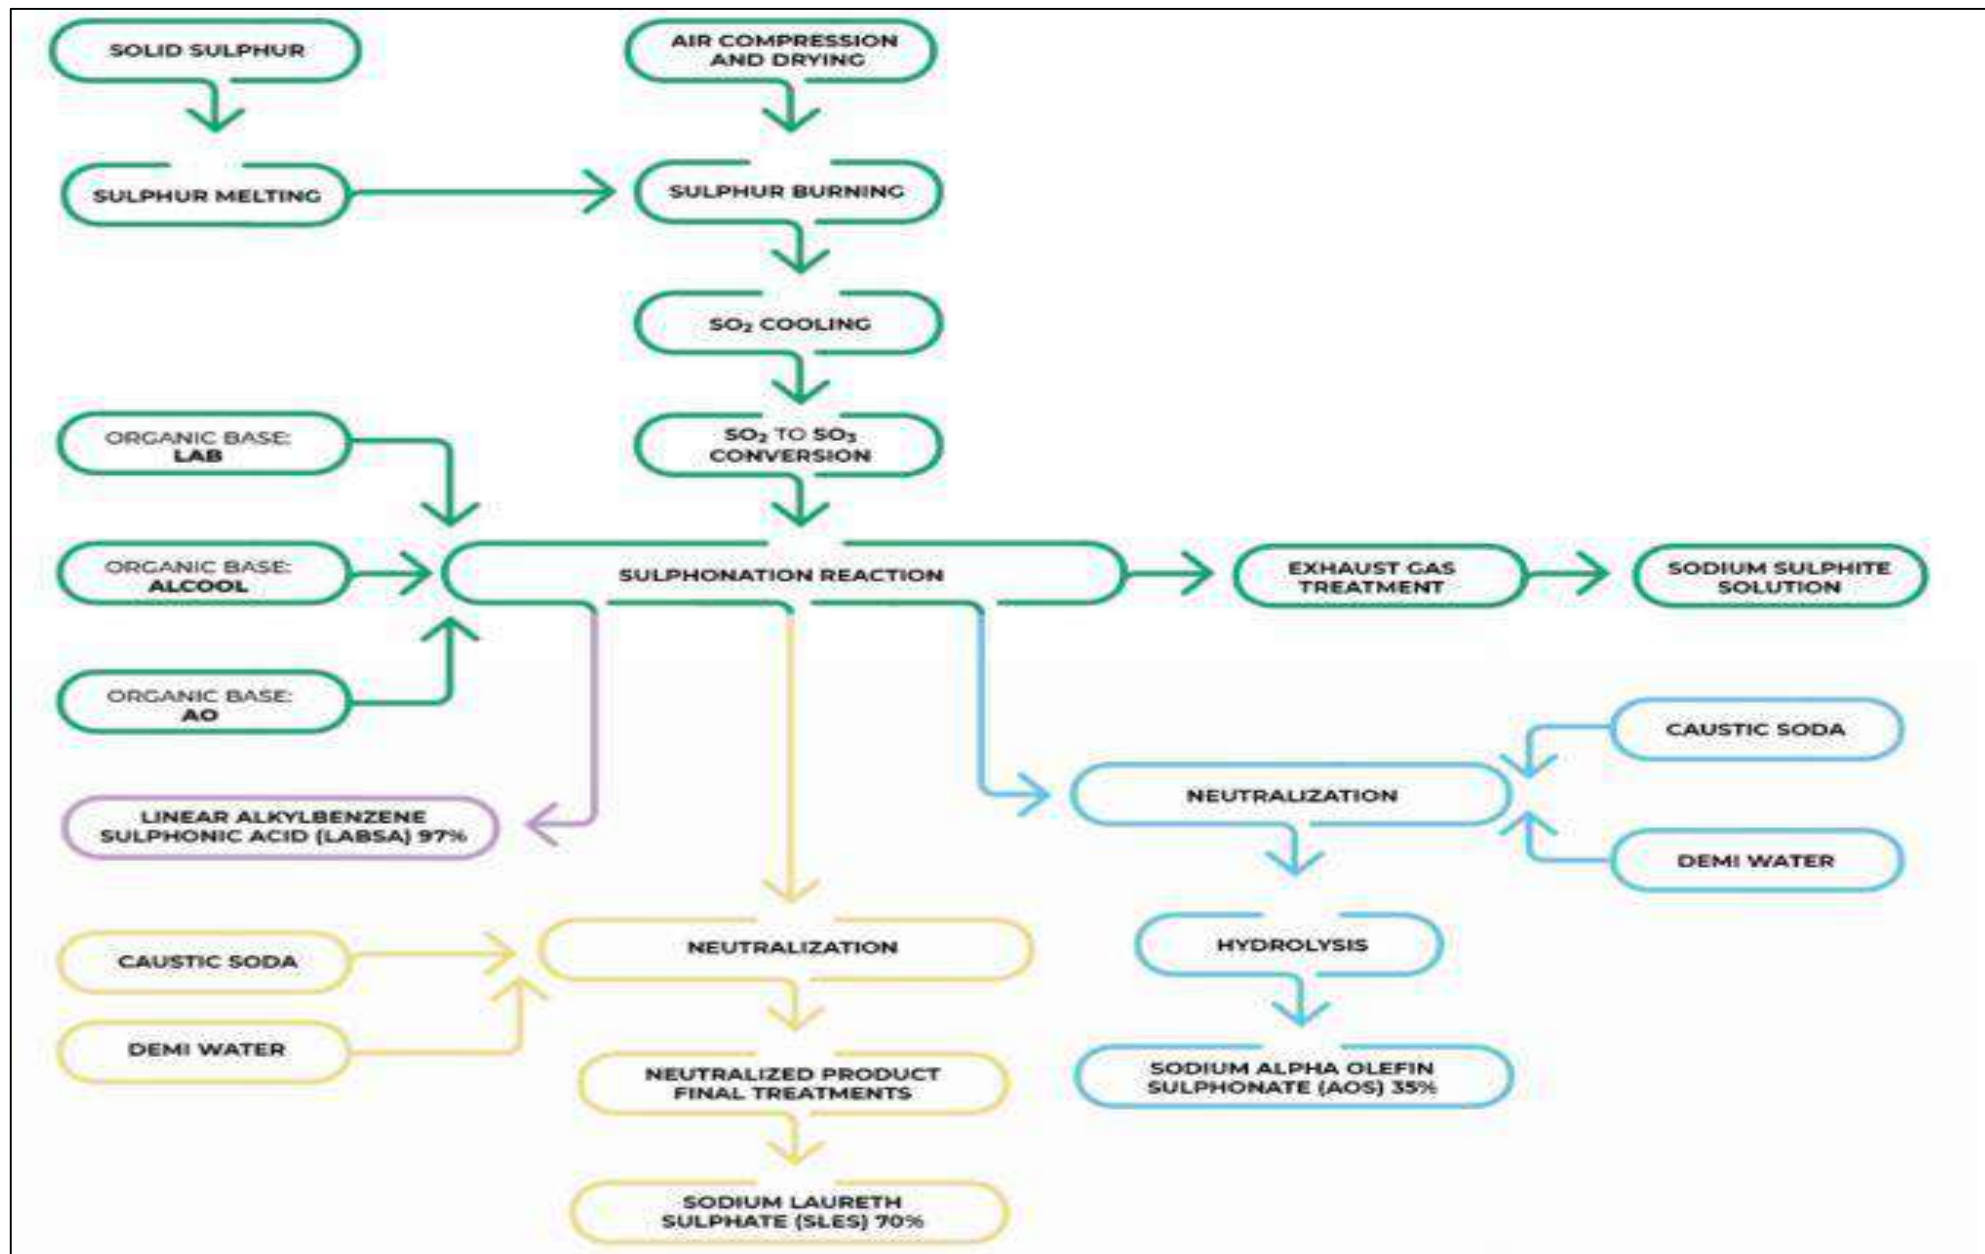 SOLID SULPHUR
AIR COMPRESSION
AND DRYING
SULPHUR MELTING
SULPHUR BURNING
SO₂ COOLING
ORGANIC BASE:
LAB
SO₂ TO SO₃
CONVERSION
ORGANIC BASE:
ALCOOL
SULPHONATION REACTION
EXHAUST GAS
TREATMENT
SODIUM SULPHITE
SOLUTION
ORGANIC BASE:
AO
CAUSTIC SODA
NEUTRALIZATION
LINEAR ALKYLBENZENE
SULPHONIC ACID (LABSA) 97%
DEMI WATER
CAUSTIC SODA
NEUTRALIZATION
HYDROLYSIS
DEMI WATER
NEUTRALIZED PRODUCT
FINAL TREATMENTS
SODIUM ALPHA OLEFIN
SULPHONATE (AOS) 35%
SODIUM LAURETH
SULPHATE (SLES) 70%